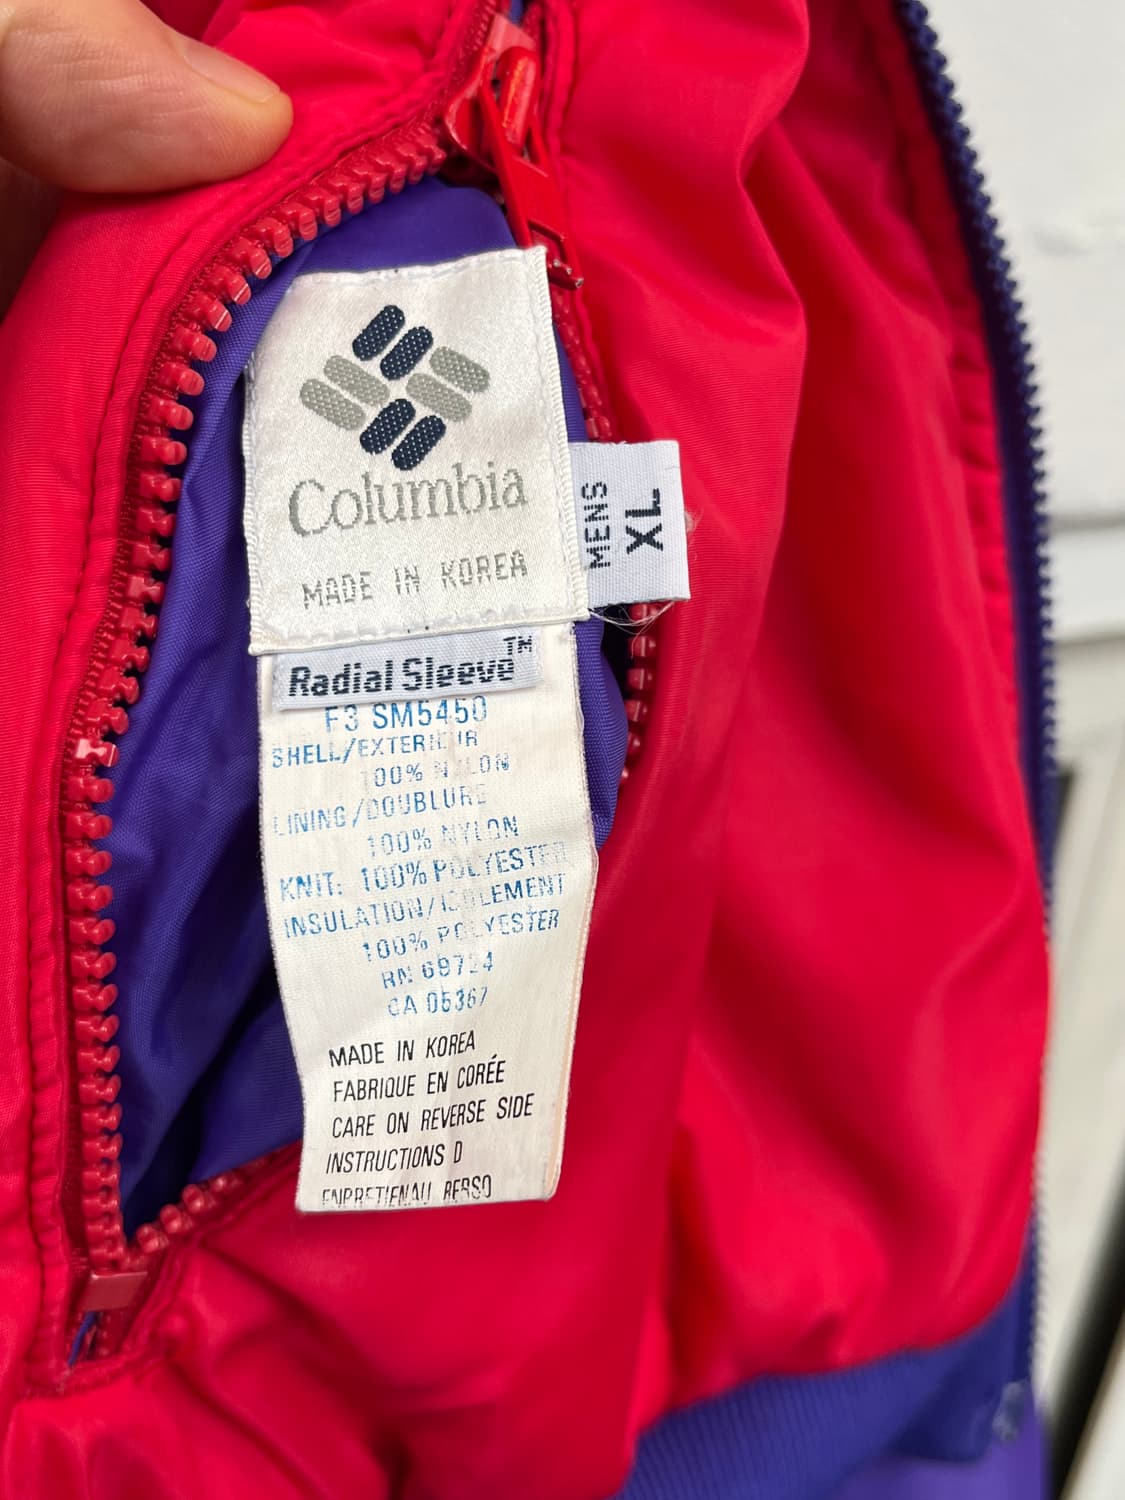 Columbia
MADE IN KOREA
MENS
XL
Radial Sleeve™
F3 SM5450
SHELL/EXTERIEUR
100% NYLON
LINING/DOUBLURE
100% NYLON
KNIT: 100% POLYESTER
INSULATION/ISOLEMENT
100% POLYESTER
RN 69724
CA 05367
MADE IN KOREA
FABRIQUE EN CORÉE
CARE ON REVERSE SIDE
INSTRUCTIONS D